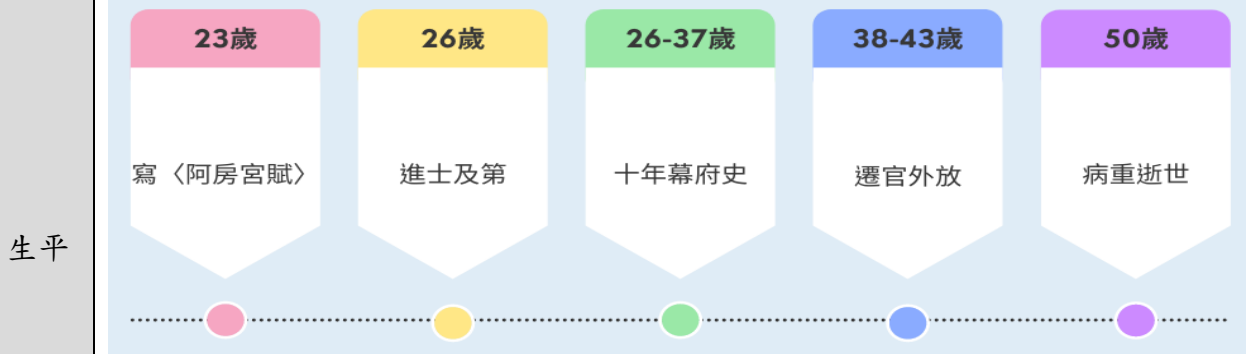 生平
23歲
寫〈阿房宮賦〉
26歲
進士及第
26-37歲
十年幕府史
38-43歲
遷官外放
50歲
病重逝世